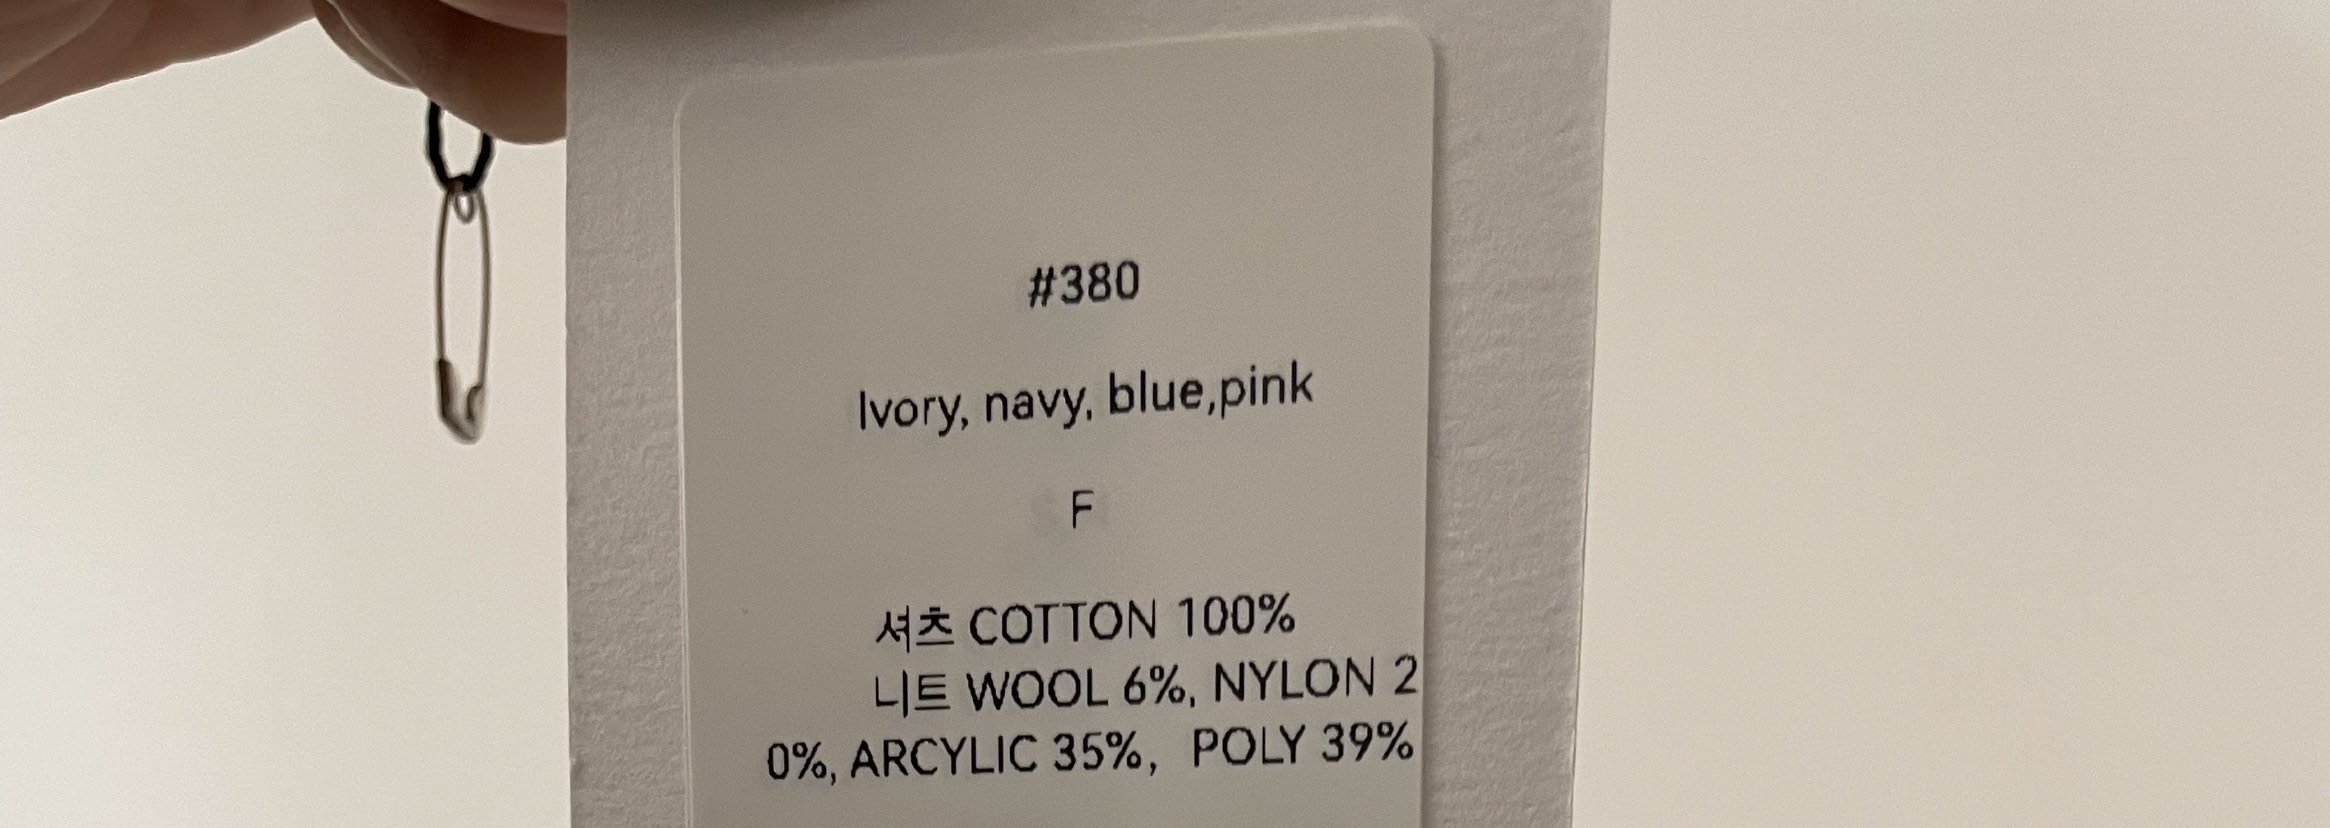 #380
Ivory, navy, blue,pink
F
셔츠 COTTON 100%
니트 WOOL 6%, NYLON 2
0%, ARCYLIC 35%, POLY 39%